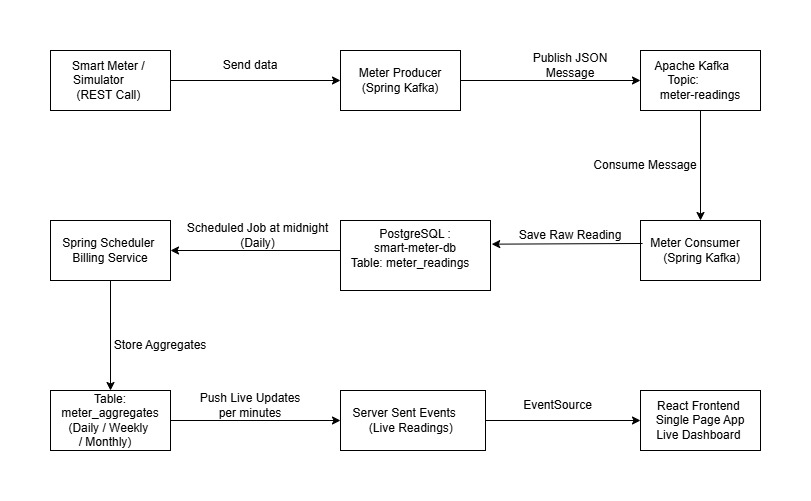 Smart Meter /
Simulator
(REST Call)
Send data
Meter Producer
(Spring Kafka)
Publish JSON
Message
Apache Kafka
Topic:
meter-readings
Consume Message
Spring Scheduler
Billing Service
Scheduled Job at midnight
(Daily)
PostgreSQL :
smart-meter-db
Table: meter_readings
Save Raw Reading
Meter Consumer
(Spring Kafka)
Store Aggregates
Table:
meter_aggregates
(Daily / Weekly
/ Monthly)
Push Live Updates
per minutes
Server Sent Events
(Live Readings)
EventSource
React Frontend
Single Page App
Live Dashboard